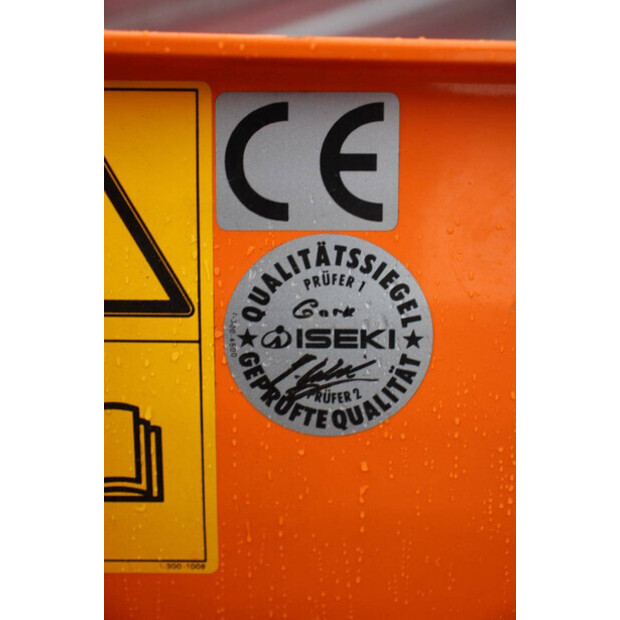 CE
QUALITÄTSSIEGEL
PRÜFER 1
ISEKI
PRÜFER 2
GEPRÜFTE QUALITÄT